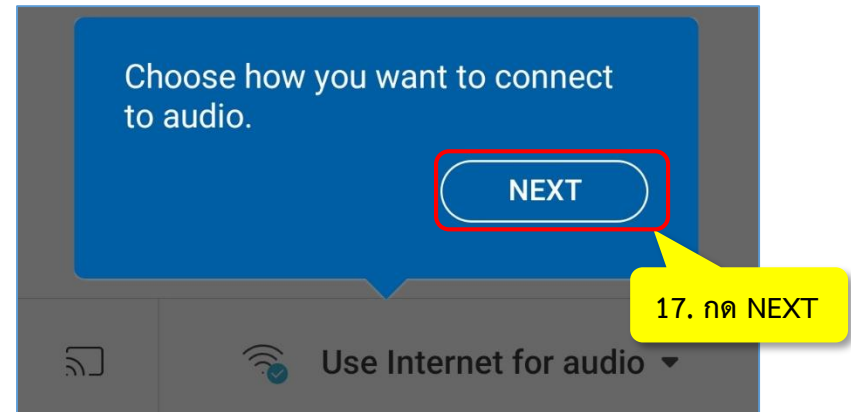 Choose how you want to connect
to audio.
NEXT
17. กด NEXT
Use Internet for audio